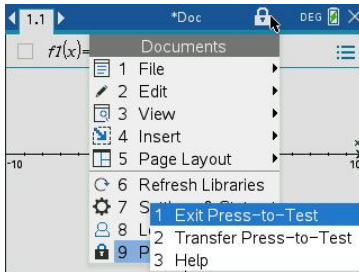 1.1 *Doc DEG
f1(x)=
Documents
1 File
2 Edit
3 View
4 Insert
5 Page Layout
-10 x 10
6 Refresh Libraries
7
1 Exit Press-to-Test
8
2 Transfer Press-to-Test
9
3 Help